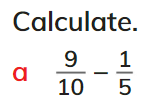 Calculate.
a 9/10 − 1/5